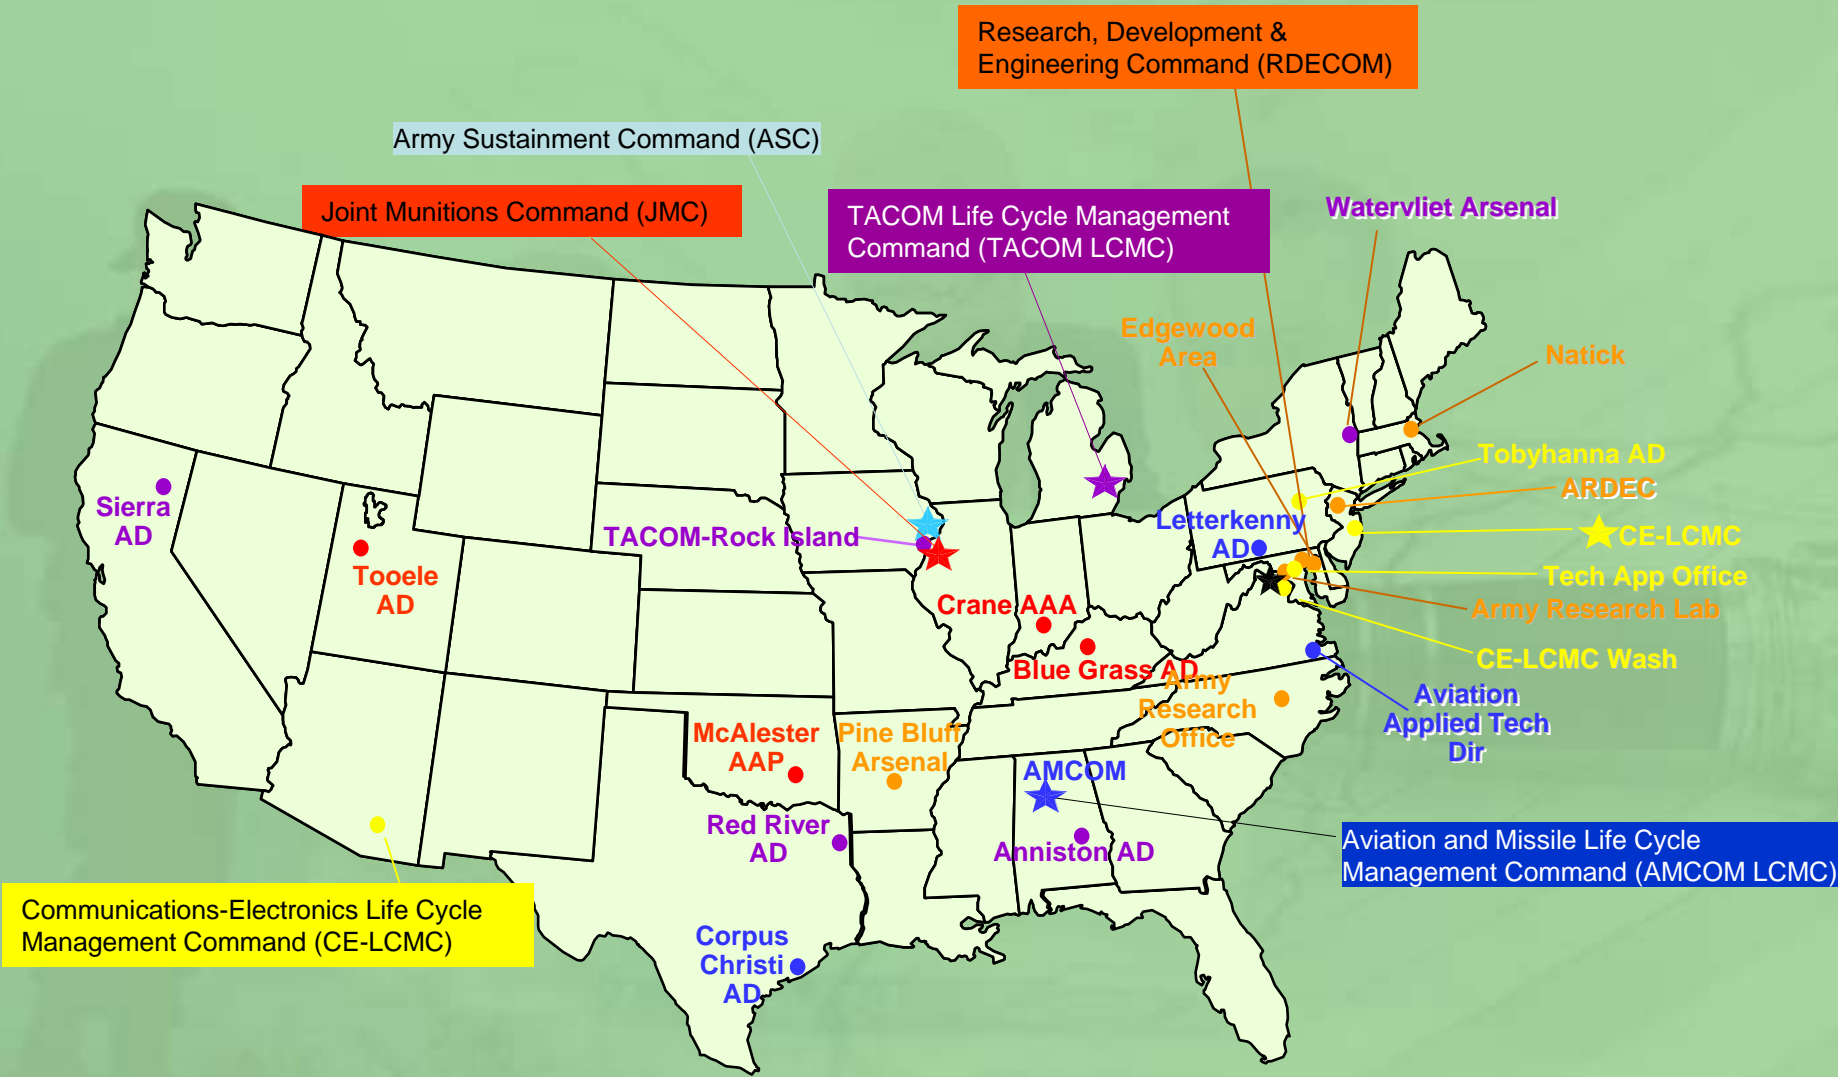 Research, Development &
Engineering Command (RDECOM)
Army Sustainment Command (ASC)
Joint Munitions Command (JMC)
TACOM Life Cycle Management
Command (TACOM LCMC)
Watervliet Arsenal
Edgewood
Area
Natick
Tobyhanna AD
ARDEC
Sierra
AD
Letterkenny
AD
TACOM-Rock Island
CE-LCMC
Tooele
AD
Tech App Office
Crane AAA
Army Research Lab
Blue Grass AD
CE-LCMC Wash
Army
Research
Office
Aviation
Applied Tech
Dir
McAlester
AAP
Pine Bluff
Arsenal
AMCOM
Red River
AD
Anniston AD
Aviation and Missile Life Cycle
Management Command (AMCOM LCMC)
Communications-Electronics Life Cycle
Management Command (CE-LCMC)
Corpus
Christi
AD